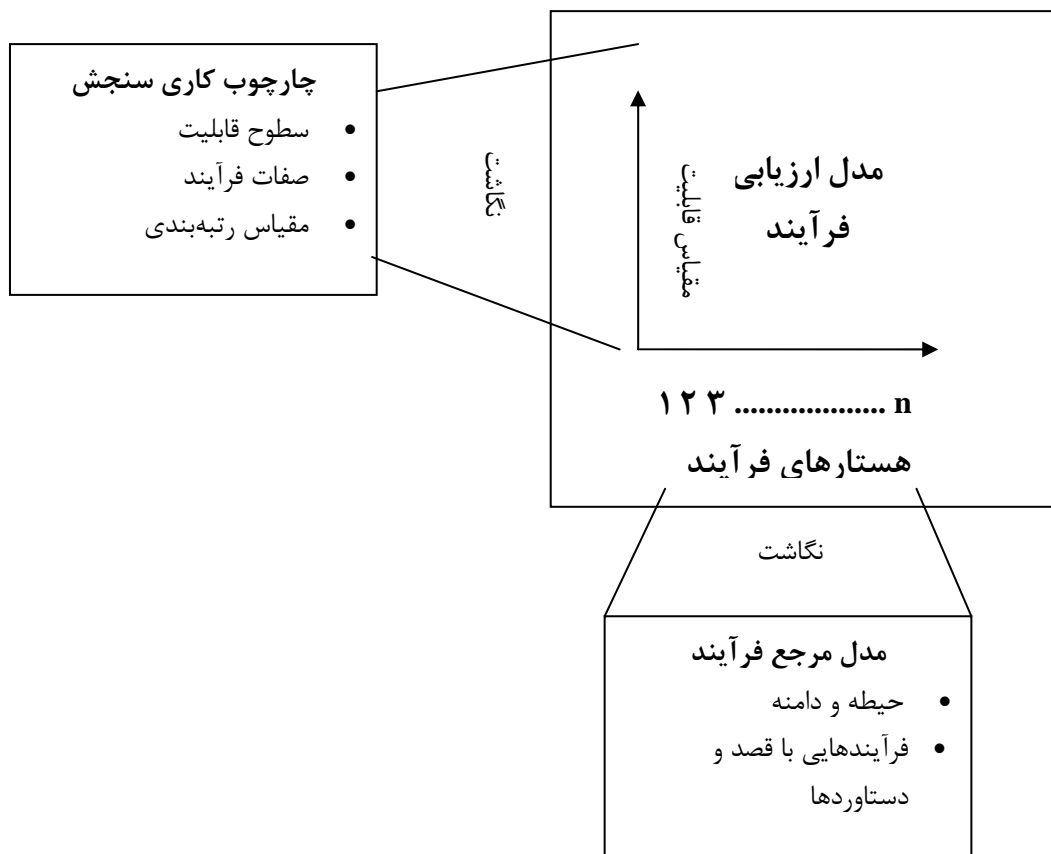 چارچوب کاری سنجش
• سطوح قابلیت
• صفات فرآیند
• مقیاس رتبه‌بندی
نگاشت
مقیاس قابلیت
مدل ارزیابی
فرآیند
۱ ۲ ۳ ................... n
هستارهای فرآیند
نگاشت
مدل مرجع فرآیند
• حیطه و دامنه
• فرآیندهایی با قصد و
دستاوردها